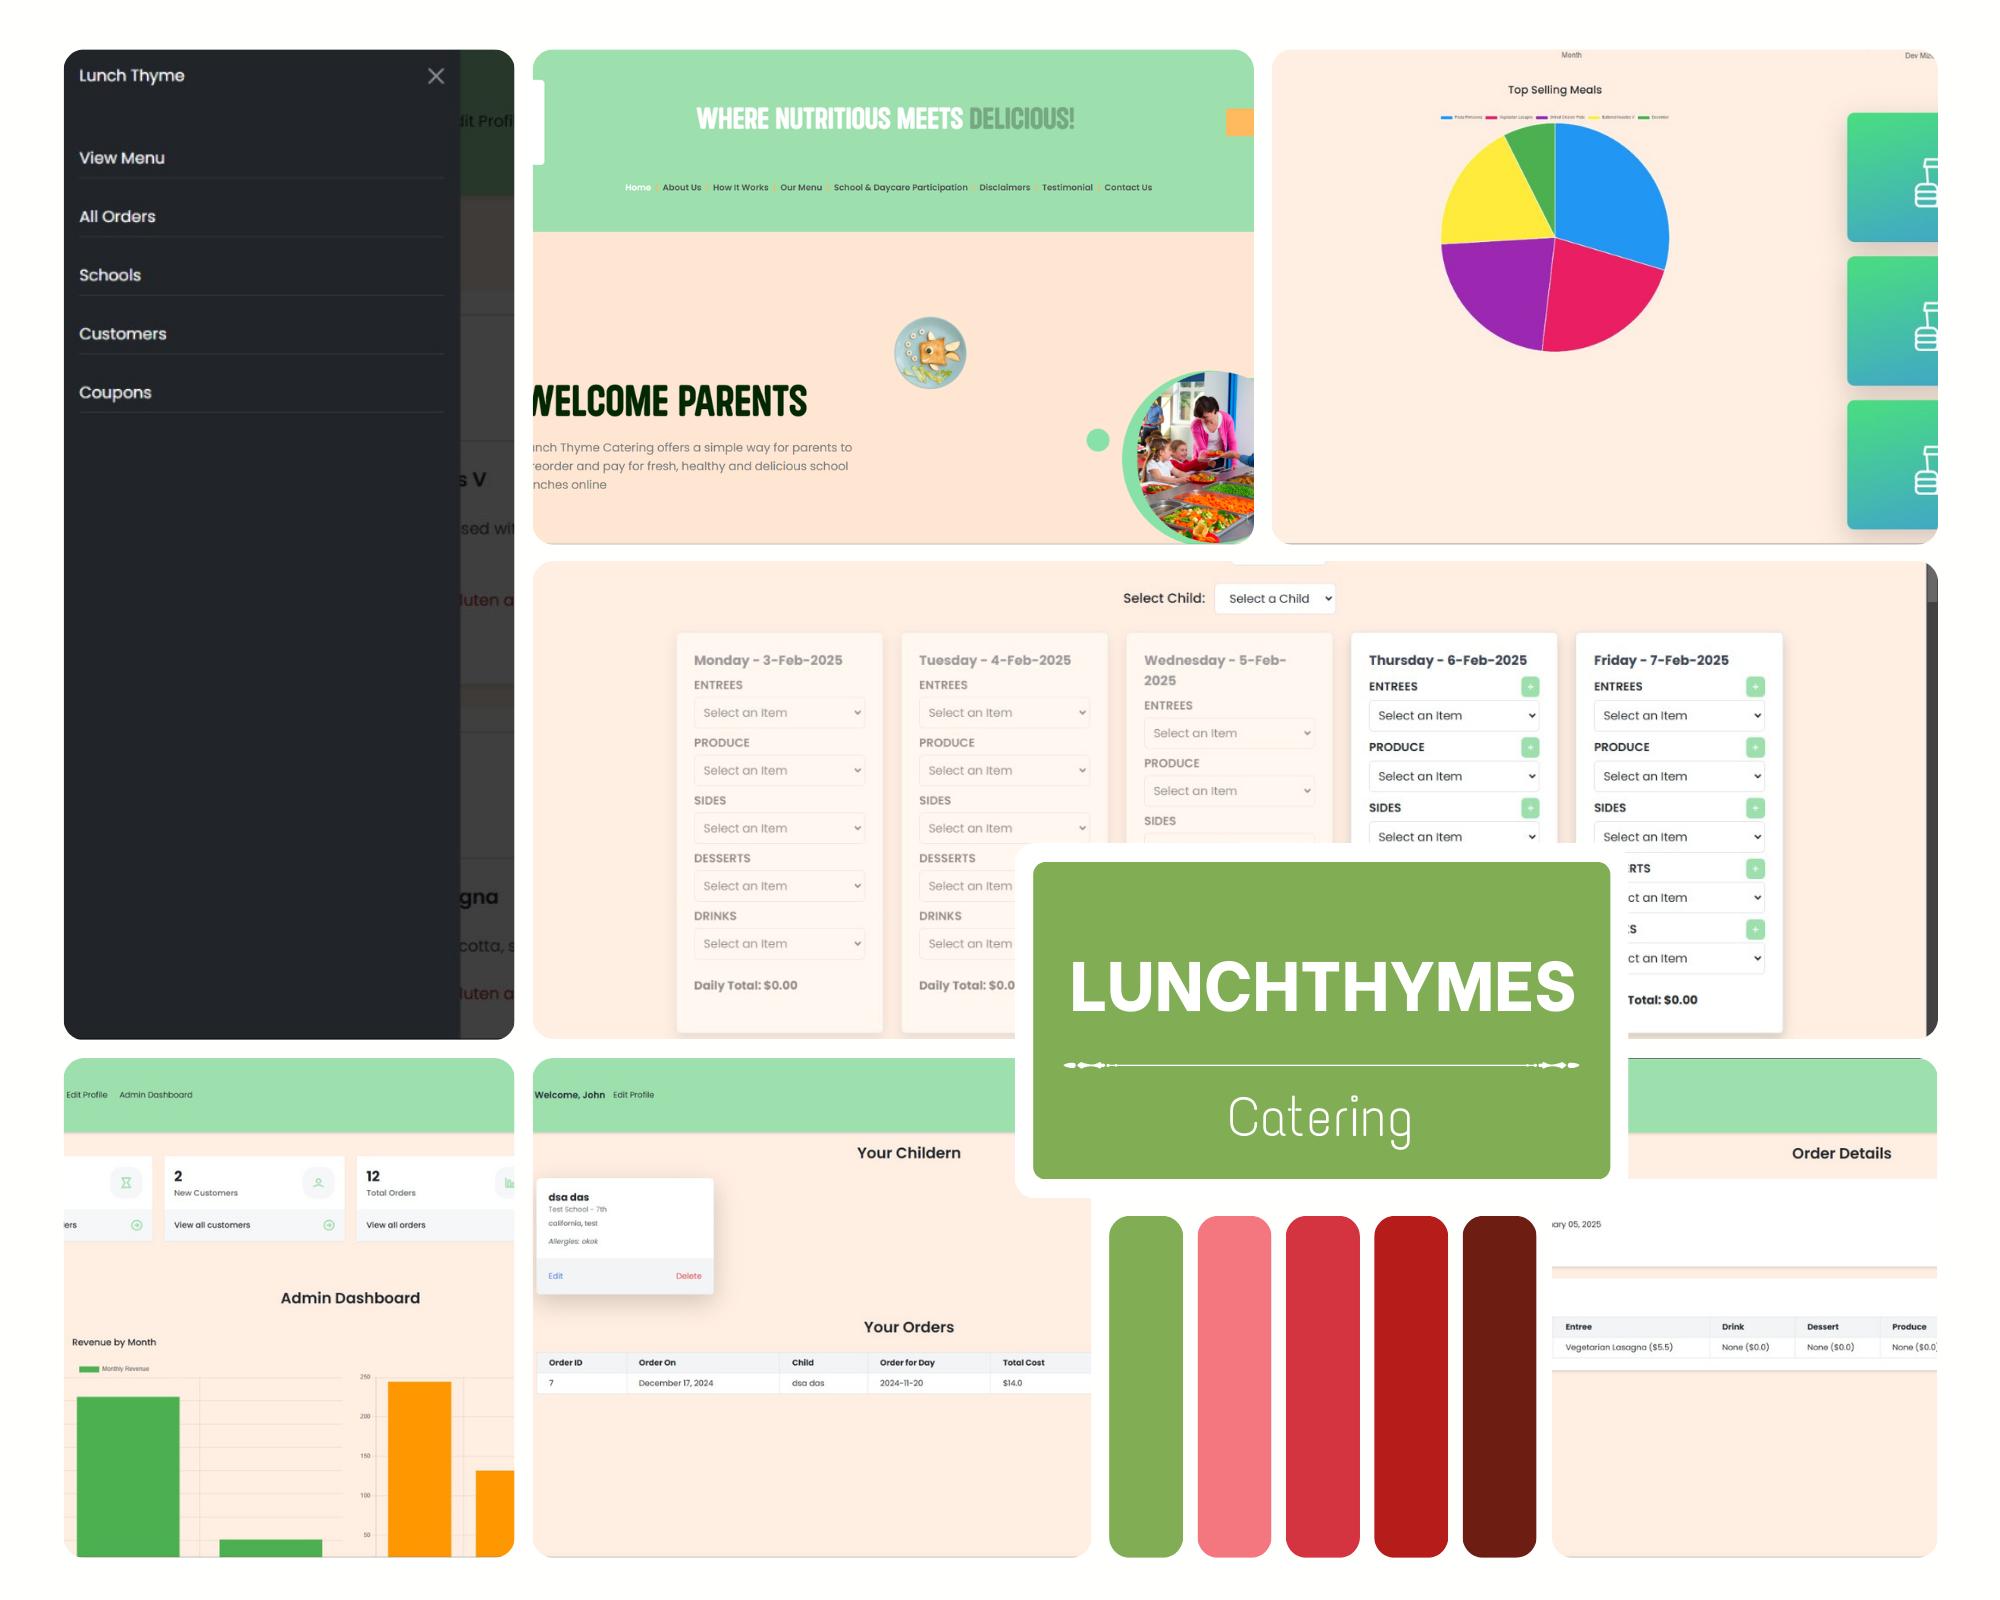 Lunch Thyme
View Menu
All Orders
Schools
Customers
Coupons
dit Profi
s V
sed wit
luten a
gna
cotta, s
luten a
WHERE NUTRITIOUS MEETS DELICIOUS!
Home | About Us How It Works | Our Menu | School & Daycare Participation Disclaimers | Testimonial | Contact Us
WELCOME PARENTS
unch Thyme Catering offers a simple way for parents to
reorder and pay for fresh, healthy and delicious school
nches online
Month
Top Selling Meals
Select Child: Select a Child
Monday - 3-Feb-2025
ENTREES
Select an Item
PRODUCE
Select an Item
SIDES
Select an Item
DESSERTS
Select an Item
DRINKS
Select an Item
Daily Total: $0.00
Tuesday - 4-Feb-2025
ENTREES
Select an Item
PRODUCE
Select an Item
SIDES
Select an Item
DESSERTS
Select an Item
DRINKS
Select an Item
Daily Total: $0.0
Wednesday - 5-Feb-
2025
ENTREES
Select an Item
PRODUCE
Select an Item
SIDES
Thursday - 6-Feb-2025
ENTREES +
Select an Item
PRODUCE +
Select an Item
SIDES +
Select an Item
Friday - 7-Feb-2025
ENTREES +
Select an Item
PRODUCE +
Select an Item
SIDES +
Select an Item
RTS +
ct an Item
S +
ct an Item
Total: $0.00
LUNCHTHYMES
Catering
Edit Profile Admin Dashboard
ers
2
New Customers
View all customers
12
Total Orders
View all orders
Admin Dashboard
Revenue by Month
Monthly Revenue
250
200
150
100
50
Welcome, John Edit Profile
Your Childern
dsa das
Test School - 7th
california, test
Allergies: okok
Edit Delete
Your Orders
Order ID Order On Child Order for Day Total Cost
7 December 17, 2024 dsa das 2024-11-20 $14.0
Order Details
ary 05, 2025
Entree Drink Dessert Produce
Vegetarian Lasagna ($5.5) None ($0.0) None ($0.0) None ($0.0